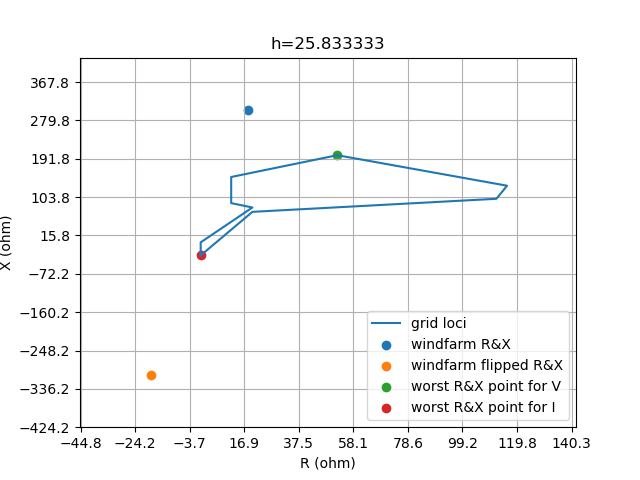 h=25.833333
X (ohm)
367.8
279.8
191.8
103.8
15.8
−72.2
−160.2
−248.2
−336.2
−424.2
grid loci
windfarm R&X
windfarm flipped R&X
worst R&X point for V
worst R&X point for I
−44.8 −24.2 −3.7 16.9 37.5 58.1 78.6 99.2 119.8 140.3
R (ohm)